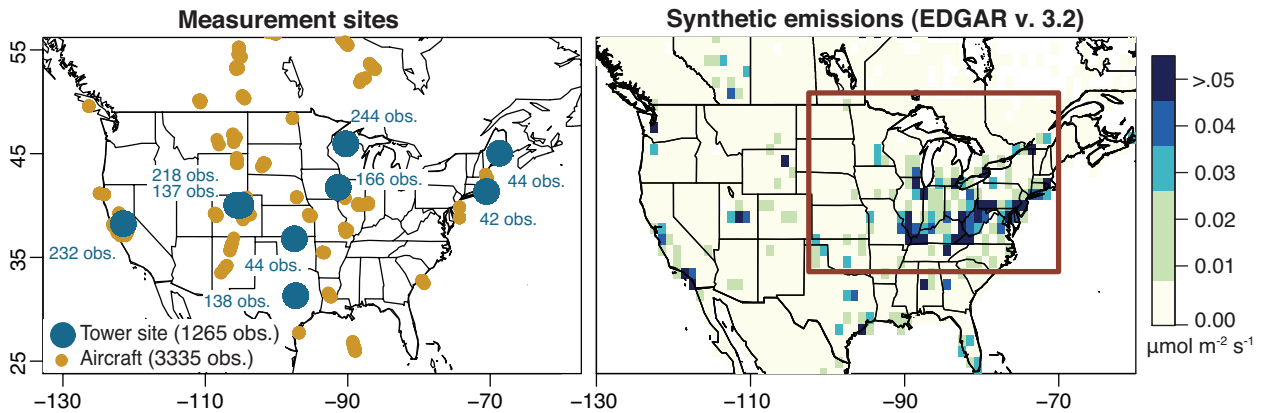 Measurement sites
Synthetic emissions (EDGAR v. 3.2)
55
45
35
25
244 obs.
218 obs.
137 obs.
166 obs.
44 obs.
42 obs.
232 obs.
44 obs.
138 obs.
Tower site (1265 obs.)
Aircraft (3335 obs.)
−130
−110
−90
−70
−130
−110
−90
−70
>.05
0.04
0.03
0.02
0.01
0.00
μmol m⁻² s⁻¹